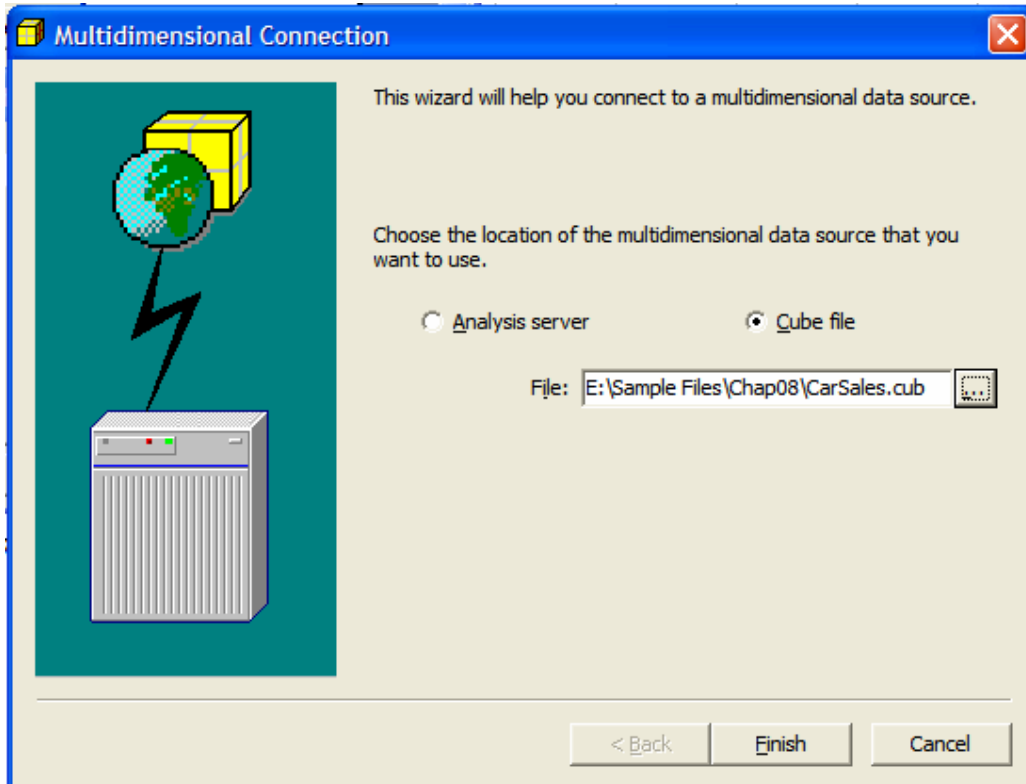 Multidimensional Connection
This wizard will help you connect to a multidimensional data source.
Choose the location of the multidimensional data source that you
want to use.
Analysis server Cube file
File: E:\Sample Files\Chap08\CarSales.cub ...
< Back Finish Cancel